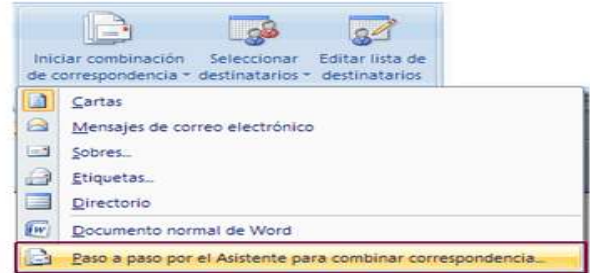 Iniciar combinación Seleccionar Editar lista de
de correspondencia destinatarios destinatarios
Cartas
Mensajes de correo electrónico
Sobres...
Etiquetas...
Directorio
Documento normal de Word
Paso a paso por el Asistente para combinar correspondencia...